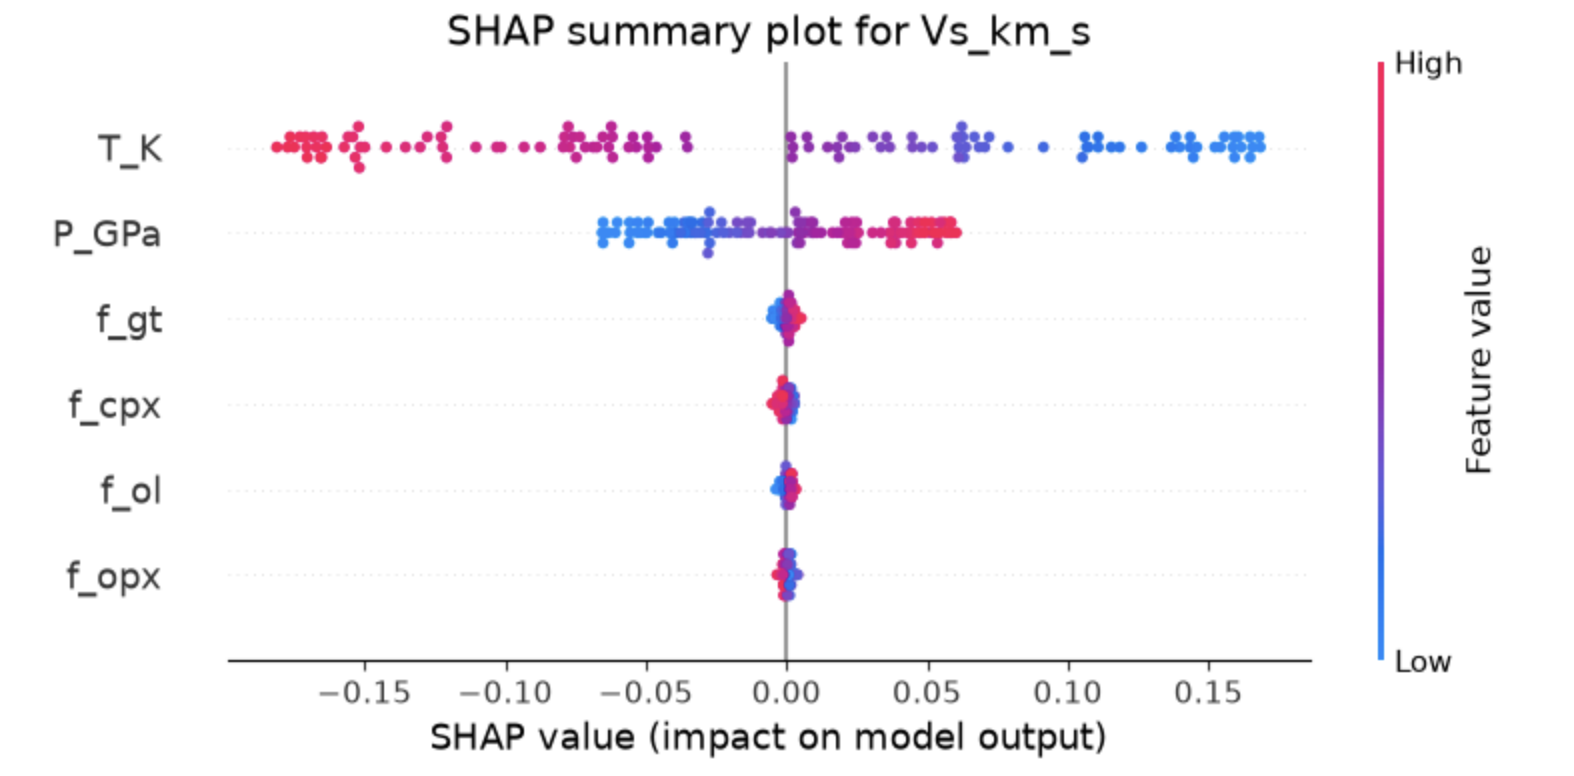 SHAP summary plot for Vs_km_s
High
T_K
P_GPa
f_gt
f_cpx
f_ol
f_opx
Feature value
Low
−0.15 −0.10 −0.05 0.00 0.05 0.10 0.15
SHAP value (impact on model output)